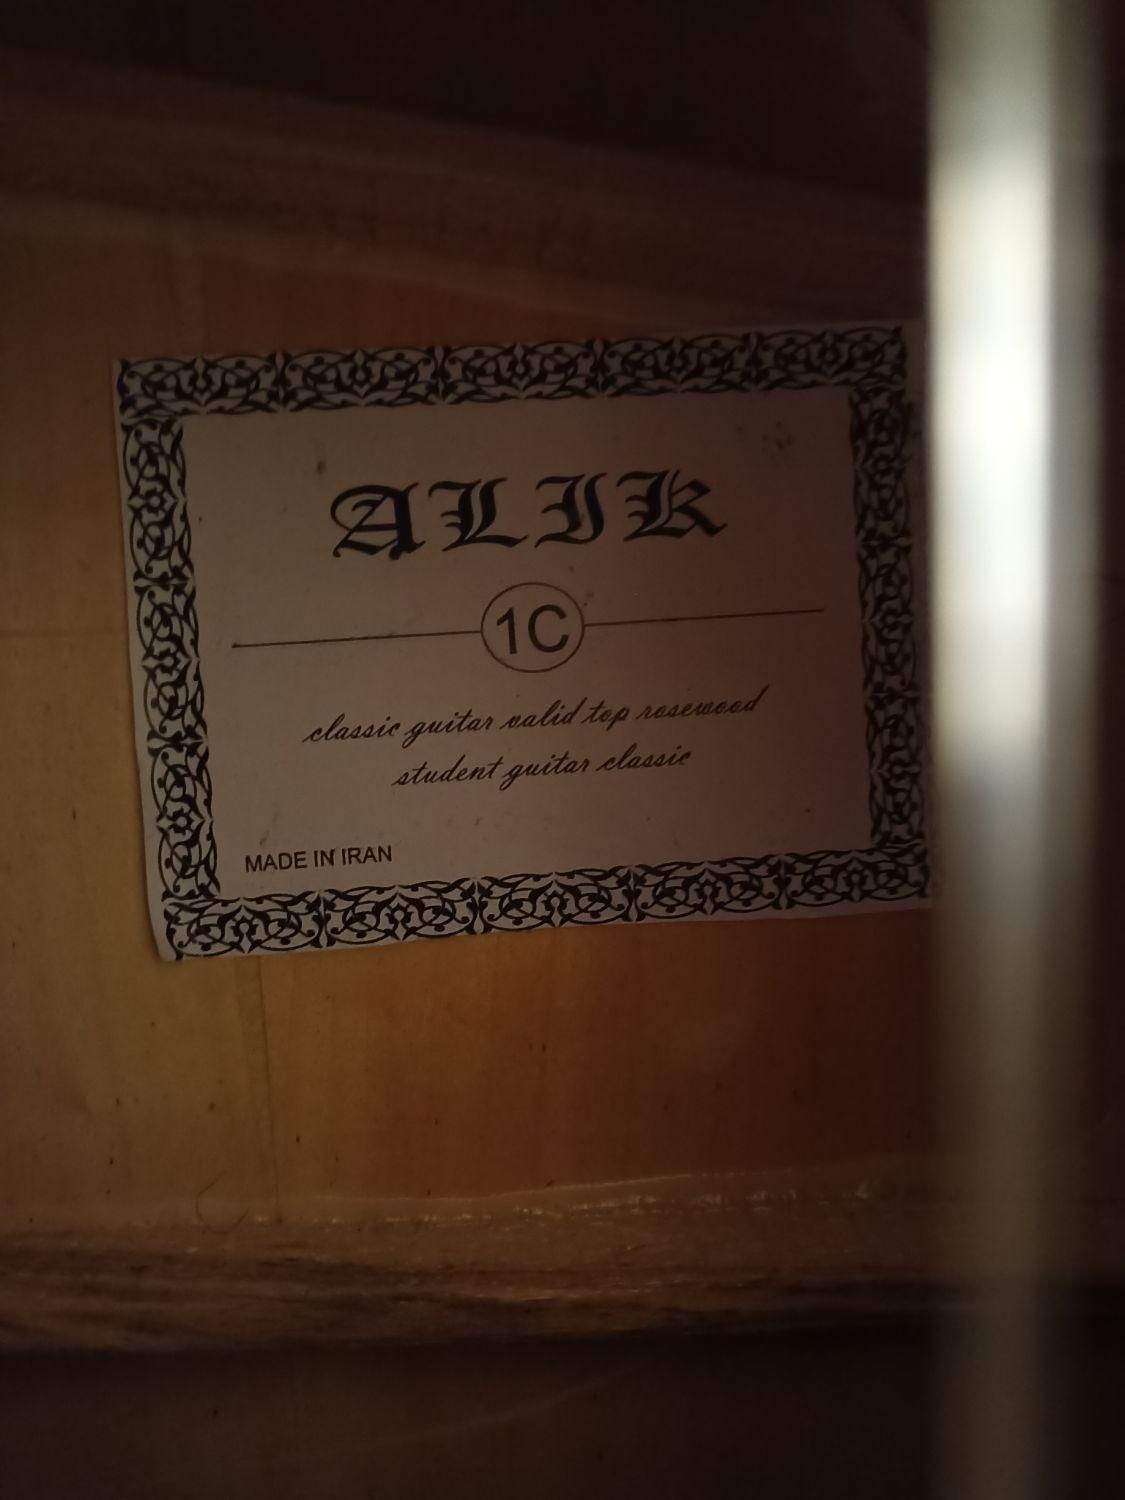 ALIK
1C
classic guitar valid top rosewood
student guitar classic
MADE IN IRAN